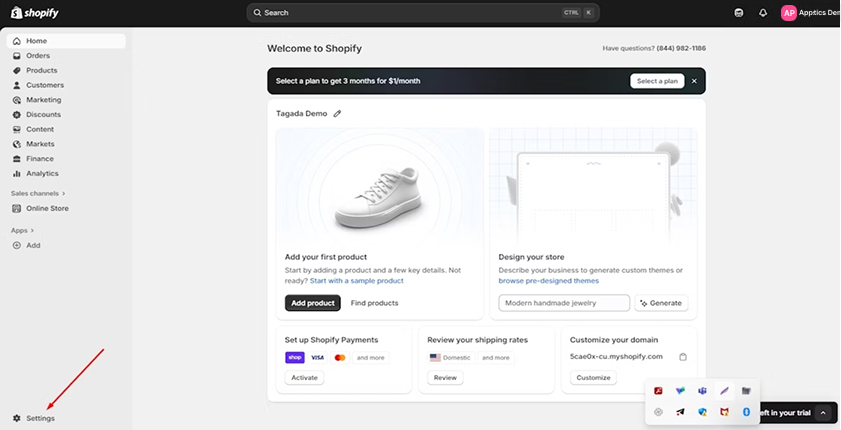 shopify
Search
CTRL K
AP
Apptics Dem
Home
Orders
Products
Customers
Marketing
Discounts
Content
Markets
Finance
Analytics
Sales channels >
Online Store
Apps >
Add
Settings
Welcome to Shopify
Have questions? (844) 982-1186
Select a plan to get 3 months for $1/month
Select a plan
Tagada Demo
Add your first product
Start by adding a product and a few key details. Not
ready? Start with a sample product
Add product
Find products
Design your store
Describe your business to generate custom themes or
browse pre-designed themes
Modern handmade jewelry
Generate
Set up Shopify Payments
shop VISA
and more
Activate
Review your shipping rates
Domestic
and more
Review
Customize your domain
5cae0x-cu.myshopify.com
Customize
eft in your trial